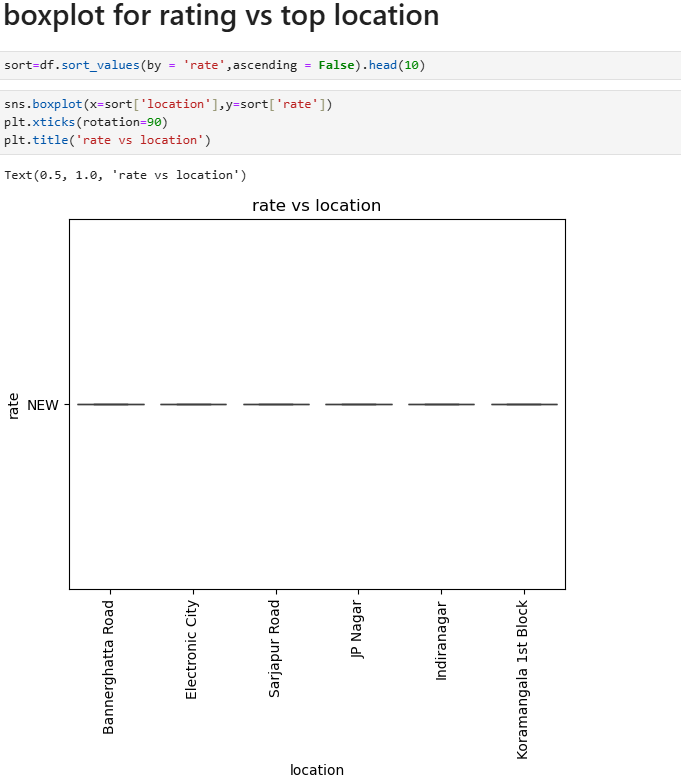 boxplot for rating vs top location
sort=df.sort_values(by = 'rate',ascending = False).head(10)
sns.boxplot(x=sort['location'],y=sort['rate'])
plt.xticks(rotation=90)
plt.title('rate vs location')
Text(0.5, 1.0, 'rate vs location')
rate vs location
rate
NEW
Bannerghatta Road
Electronic City
Sarjapur Road
JP Nagar
Indiranagar
Koramangala 1st Block
location